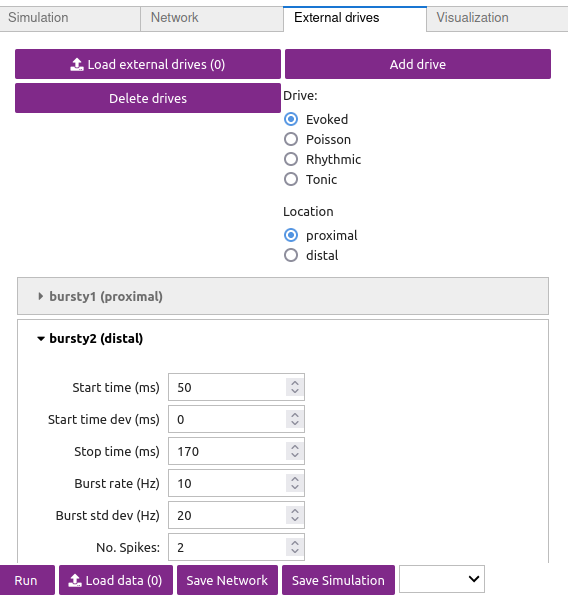 Simulation Network External drives Visualization
Load external drives (0) Add drive
Delete drives
Drive:
Evoked
Poisson
Rhythmic
Tonic
Location
proximal
distal
bursty1 (proximal)
bursty2 (distal)
Start time (ms) 50
Start time dev (ms) 0
Stop time (ms) 170
Burst rate (Hz) 10
Burst std dev (Hz) 20
No. Spikes: 2
Run Load data (0) Save Network Save Simulation